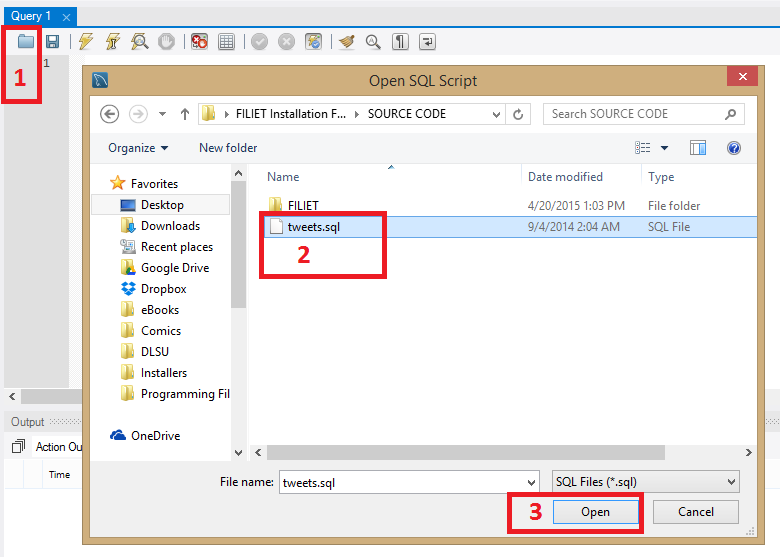 Query 1
1
1
Open SQL Script
FILIET Installation F... SOURCE CODE
Search SOURCE CODE
Organize
New folder
Name
Date modified
Type
Favorites
Desktop
Downloads
Recent places
Google Drive
Dropbox
eBooks
Comics
DLSU
Installers
Programming Fil
OneDrive
FILIET 4/20/2015 1:03 PM File folder
tweets.sql 9/4/2014 2:04 AM SQL File
2
Output
Action Ou
Time
File name: tweets.sql SQL Files (*.sql)
3 Open Cancel